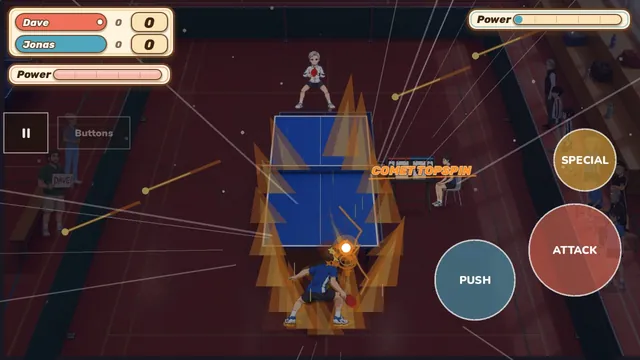 Dave 0 0
Jonas 0 0
Power
Power
Buttons
COMET TOPSPIN
SPECIAL
ATTACK
PUSH